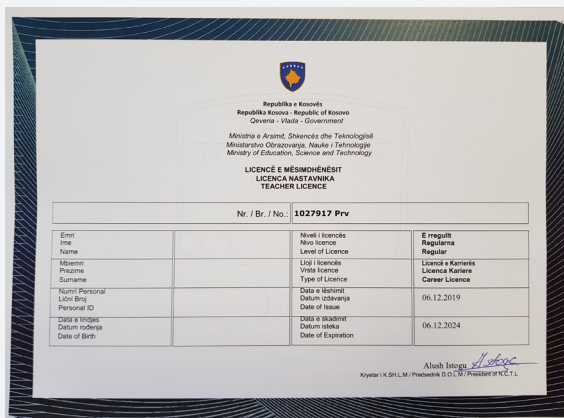 Republika e Kosovës
Republika Kosova - Republic of Kosovo
Qeveria - Vlada - Government
Ministria e Arsimit, Shkencës dhe Teknologjisë
Ministarstvo Obrazovanja, Nauke i Tehnologije
Ministry of Education, Science and Technology
LICENCË E MËSIMDHËNËSIT
LICENCA NASTAVNIKA
TEACHER LICENCE
Nr. / Br. / No.: 1027917 Prv
Emri
Ime
Name
Niveli i licencës
Nivo licence
Level of Licence
E rregullt
Regularna
Regular
Mbiemri
Prezime
Surname
Lloji i licencës
Vrsta licence
Type of Licence
Licencë e Karrierës
Licenca Kariere
Career Licence
Numri Personal
Lični Broj
Personal ID
Data e lëshimit
Datum izdavanja
Date of Issue
06.12.2019
Data e lindjes
Datum rođenja
Date of Birth
Data e skadimit
Datum isteka
Date of Expiration
06.12.2024
Alush Istogu
Kryetar i K.SH.L.M / Predsednik D.O.L.M / President of N.C.T.L